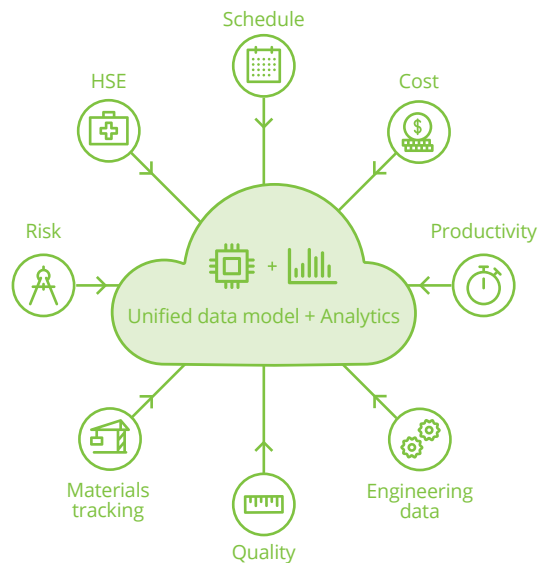 Schedule
HSE
Cost
Risk
Productivity
$
+
Unified data model + Analytics
Materials
tracking
Engineering
data
Quality